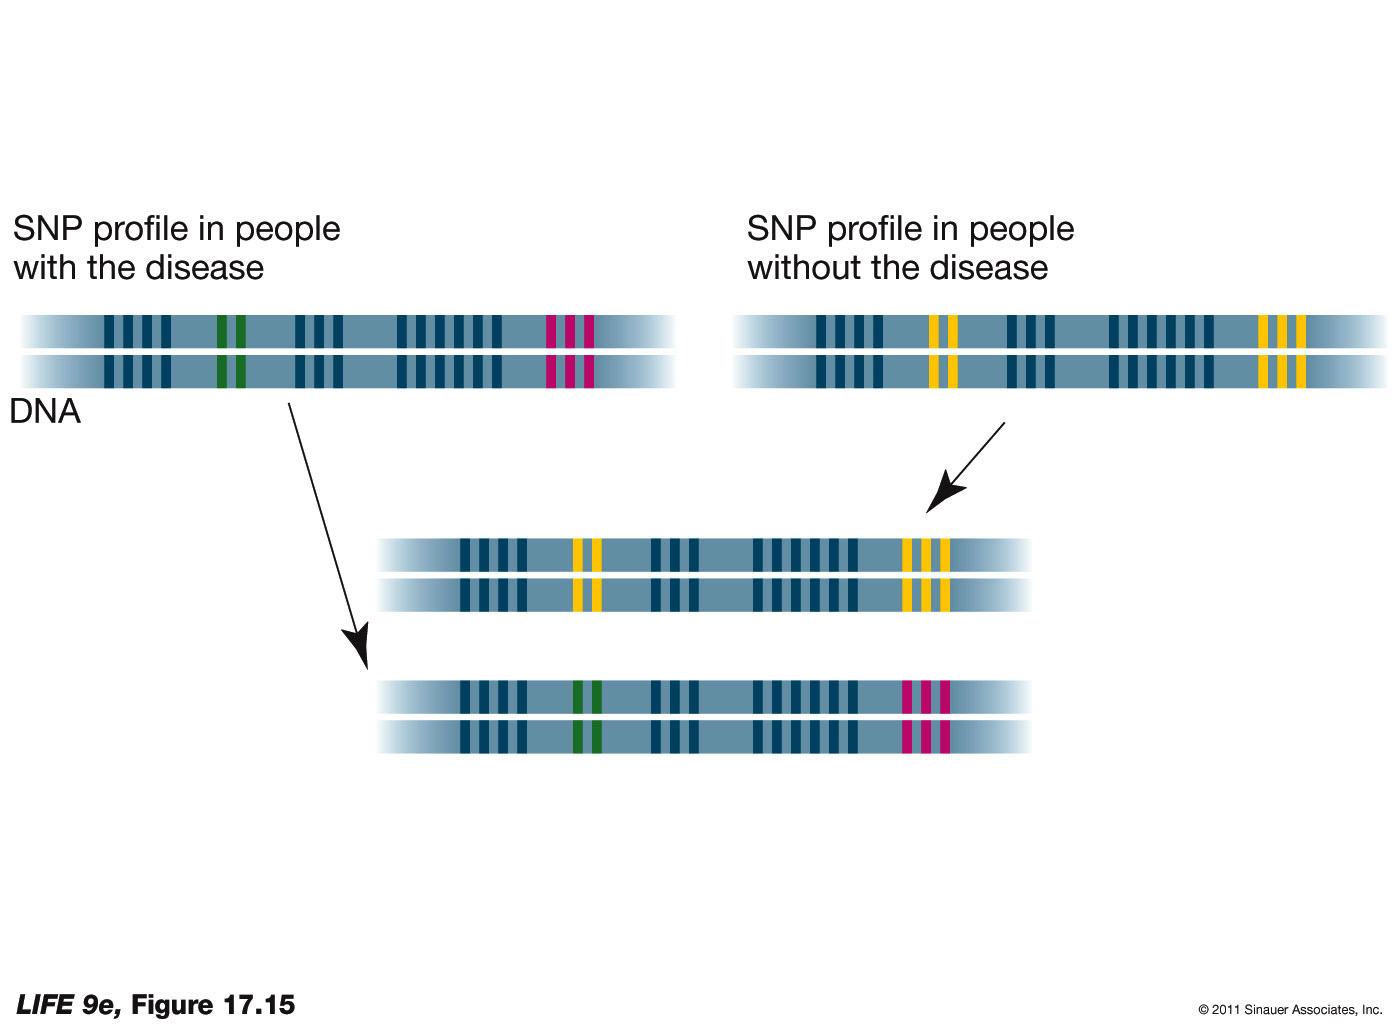 SNP profile in people
with the disease
SNP profile in people
without the disease
DNA
LIFE 9e, Figure 17.15
© 2011 Sinauer Associates, Inc.